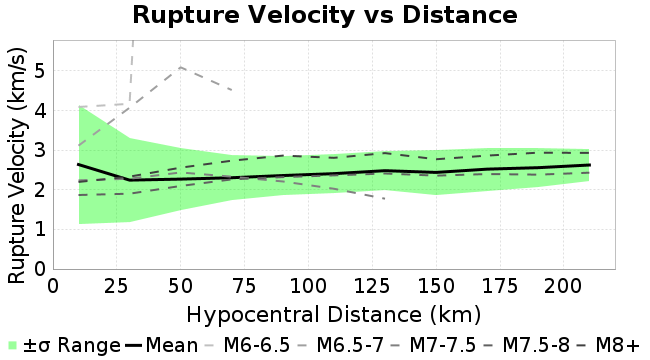 Rupture Velocity vs Distance
Rupture Velocity (km/s)
5
4
3
2
1
0
0 25 50 75 100 125 150 175 200
Hypocentral Distance (km)
±σ Range Mean M6-6.5 M6.5-7 M7-7.5 M7.5-8 M8+